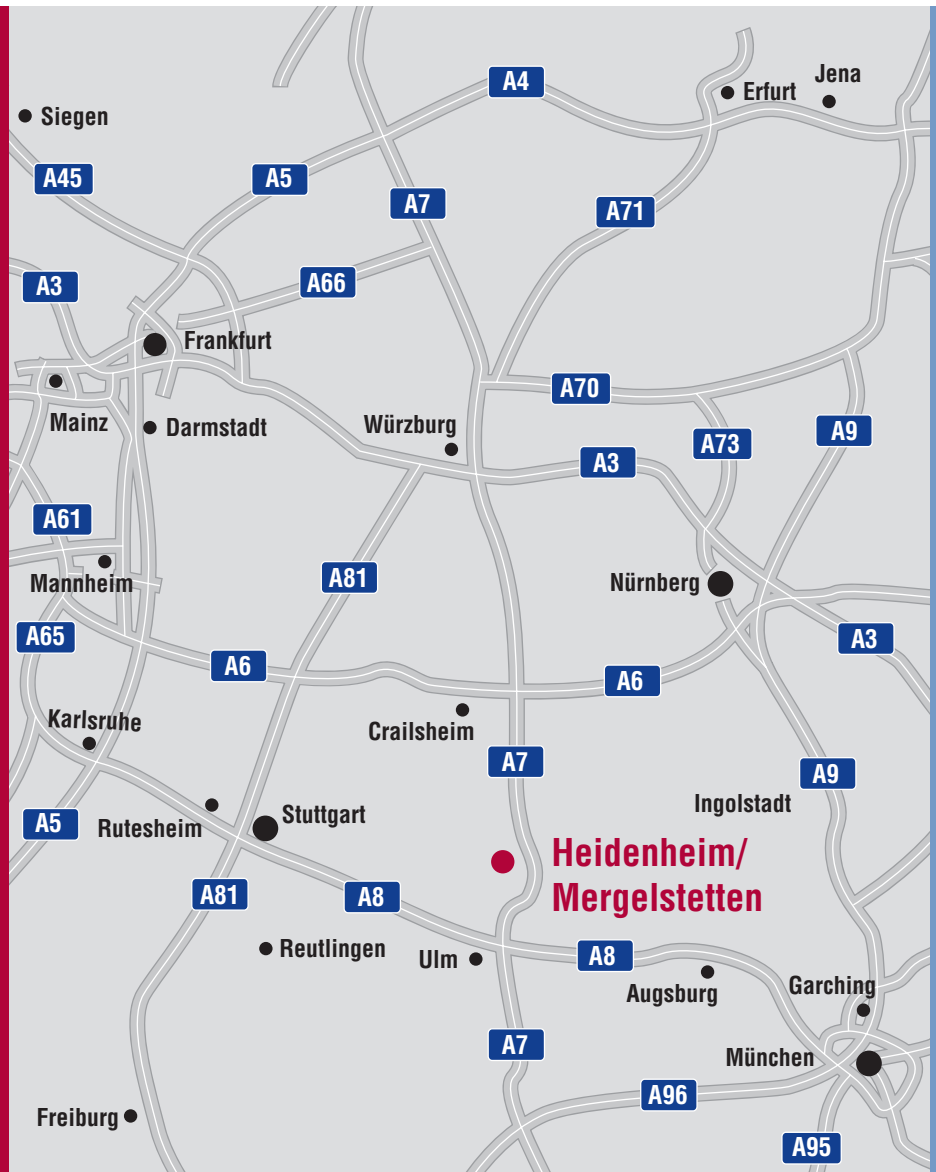 Jena
A4
Erfurt
Siegen
A45
A5
A7
A71
A3
A66
Frankfurt
A70
Mainz
Darmstadt
Würzburg
A73
A9
A3
A61
Mannheim
A81
Nürnberg
A65
A6
A6
A3
Karlsruhe
Crailsheim
A7
A9
A5
Rutesheim
Stuttgart
Ingolstadt
Heidenheim/
Mergelstetten
A81
A8
Reutlingen
Ulm
A8
Augsburg
Garching
A7
München
A96
Freiburg
A95